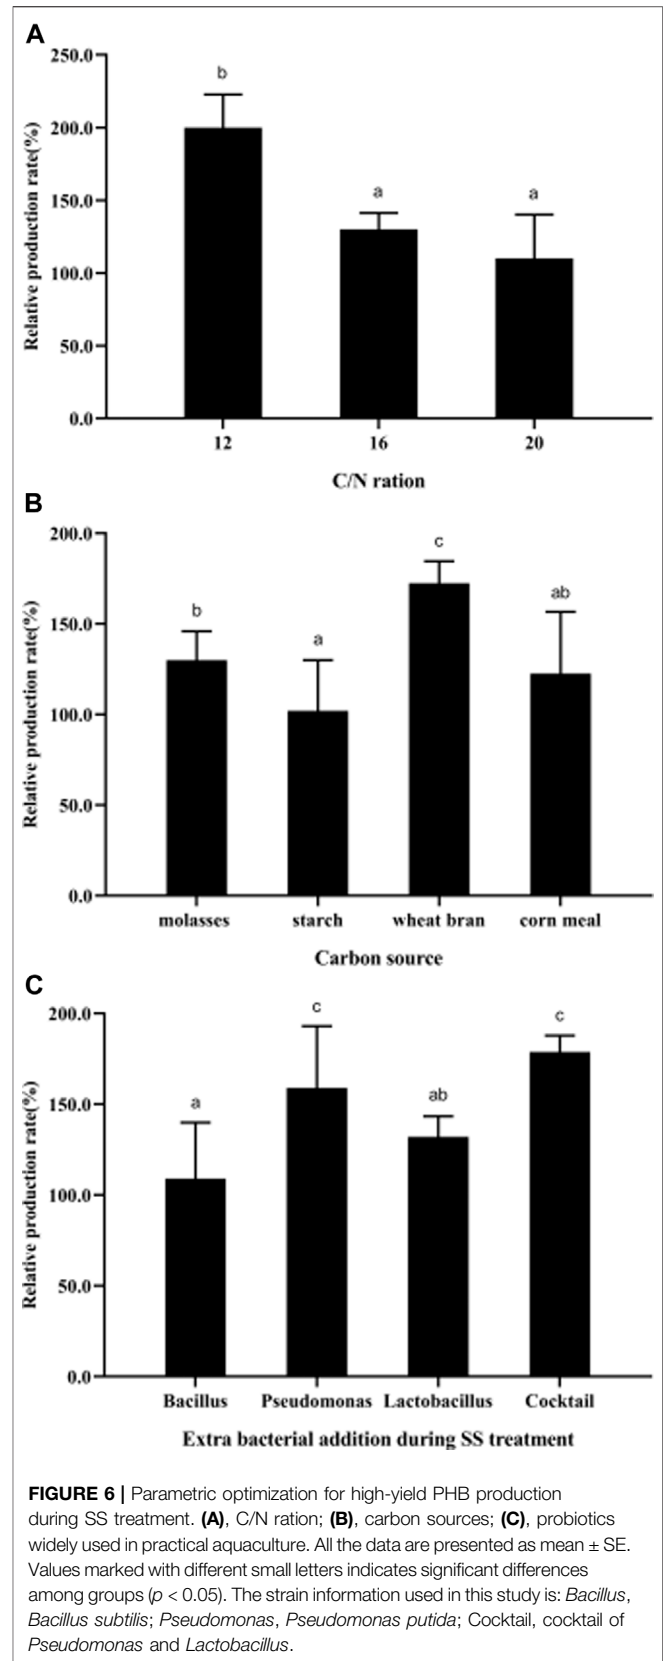 A
250.0
200.0
150.0
100.0
50.0
0.0
Relative production rate(%)
b
a
a
12 16 20
C/N ration
B
200.0
150.0
100.0
50.0
0.0
Relative production rate(%)
b
a
c
ab
molasses starch wheat bran corn meal
Carbon source
C
200.0
150.0
100.0
50.0
0.0
Relative production rate(%)
a
c
ab
c
Bacillus Pseudomonas Lactobacillus Cocktail
Extra bacterial addition during SS treatment
FIGURE 6 | Parametric optimization for high-yield PHB production
during SS treatment. (A), C/N ration; (B), carbon sources; (C), probiotics
widely used in practical aquaculture. All the data are presented as mean ± SE.
Values marked with different small letters indicates significant differences
among groups (p < 0.05). The strain information used in this study is: Bacillus,
Bacillus subtilis; Pseudomonas, Pseudomonas putida; Cocktail, cocktail of
Pseudomonas and Lactobacillus.